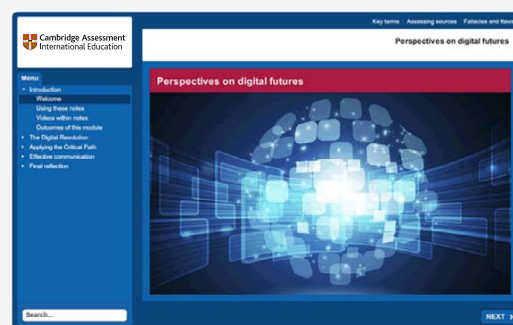 Key terms Assessing sources Fallacies and flaws
Cambridge Assessment
International Education
Perspectives on digital futures
Menu
Introduction
Welcome
Using these notes
Videos within notes
Outcomes of this module
The Digital Revolution
Applying the Critical Path
Effective communication
Final reflection
Perspectives on digital futures
Search...
NEXT